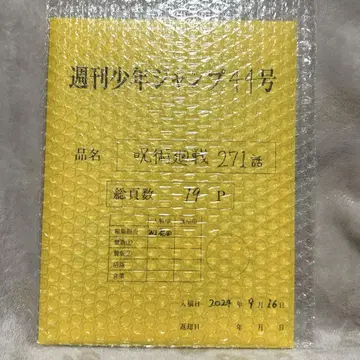 週刊少年ジャンプ44号
品名 呪術廻戦 271話
総頁数 19 P
入稿日 2024年9月26日
返却日 年 月 日